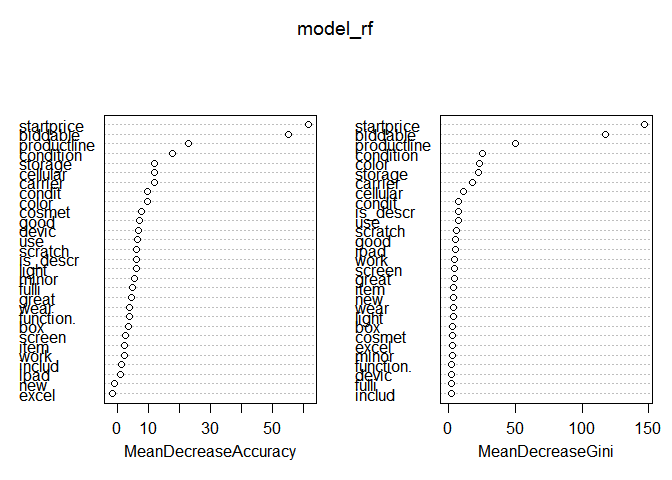 model_rf
startprice
biddable
productline
condition
storage
cellular
carrier
condit
color
cosmet
good
devic
use
scratch
is_descr
light
minor
fulli
great
wear
function.
box
screen
item
work
includ
ipad
new
excel
0 10 30 50
MeanDecreaseAccuracy
startprice
biddable
productline
condition
color
storage
carrier
cellular
condit
is_descr
use
scratch
good
ipad
work
screen
great
item
new
wear
light
box
cosmet
excel
minor
function.
devic
fulli
includ
0 50 100 150
MeanDecreaseGini